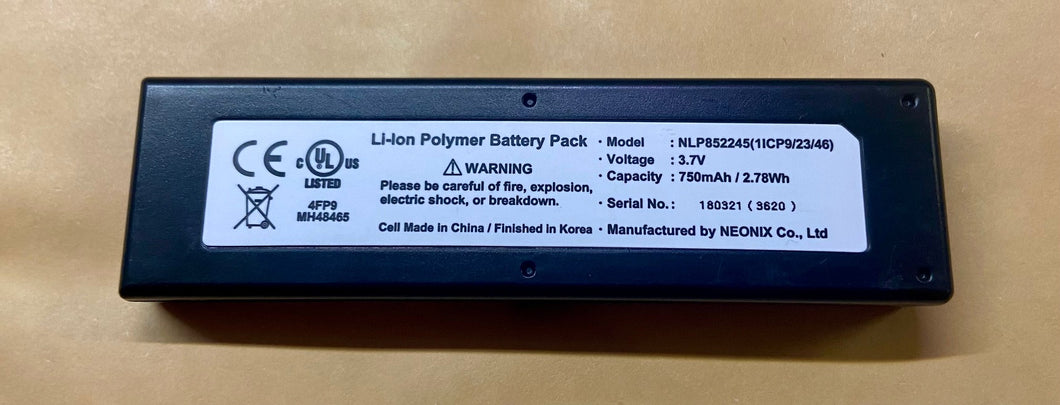 CE
C UL US
LISTED
4FP9
MH48465
Li-Ion Polymer Battery Pack
WARNING
Please be careful of fire, explosion,
electric shock, or breakdown.
Cell Made in China / Finished in Korea
· Model : NLP852245(1ICP9/23/46)
· Voltage : 3.7V
· Capacity : 750mAh / 2.78Wh
· Serial No. : 180321 ( 3620 )
· Manufactured by NEONIX Co., Ltd